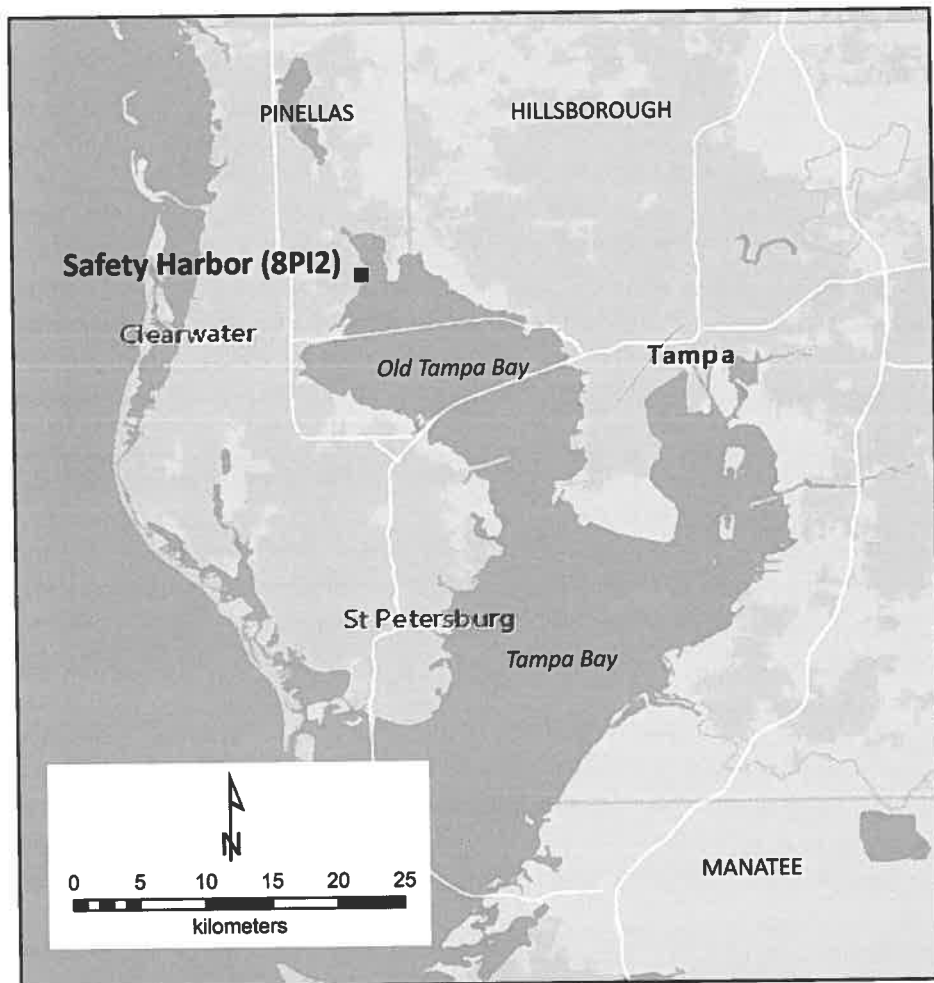 PINELLAS
HILLSBOROUGH
Safety Harbor (8PI2)
Clearwater
Old Tampa Bay
Tampa
St Petersburg
Tampa Bay
N
0 5 10 15 20 25
kilometers
MANATEE